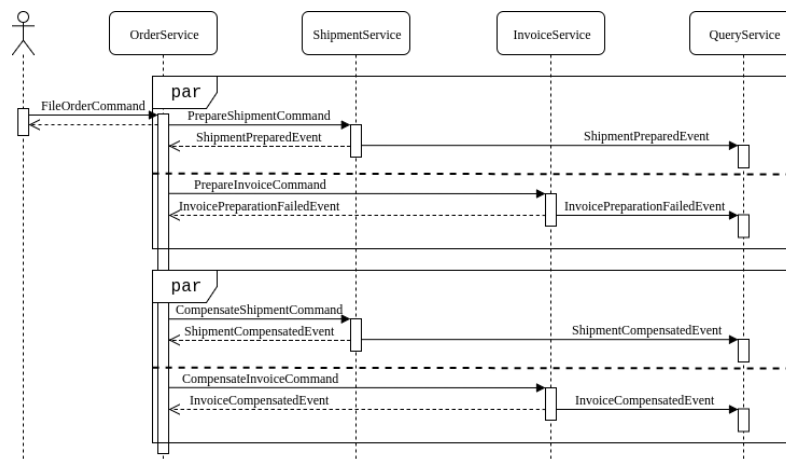 OrderService
ShipmentService
InvoiceService
QueryService
par
FileOrderCommand
PrepareShipmentCommand
ShipmentPreparedEvent
ShipmentPreparedEvent
PrepareInvoiceCommand
InvoicePreparationFailedEvent
InvoicePreparationFailedEvent
par
CompensateShipmentCommand
ShipmentCompensatedEvent
ShipmentCompensatedEvent
CompensateInvoiceCommand
InvoiceCompensatedEvent
InvoiceCompensatedEvent